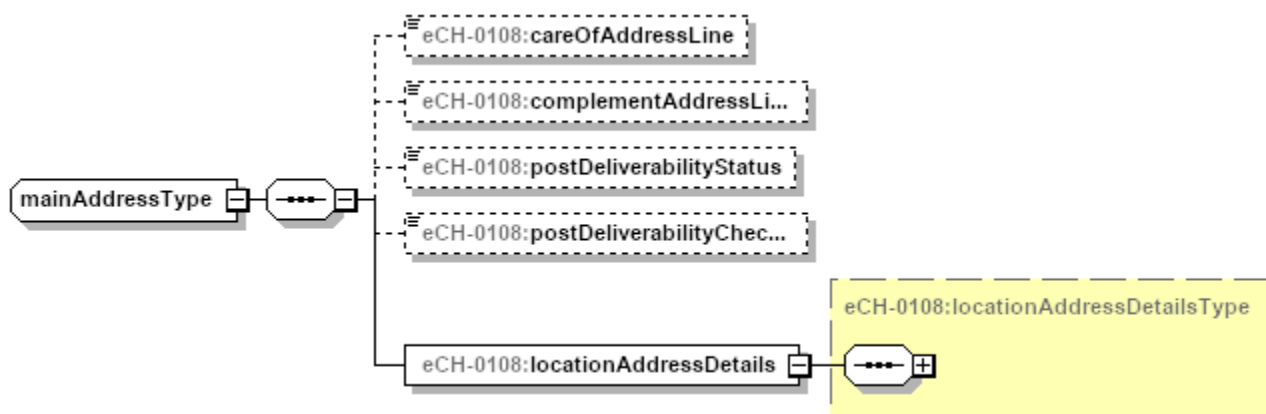 eCH-0108:careOfAddressLine
eCH-0108:complementAddressLi...
eCH-0108:postDeliverabilityStatus
mainAddressType
eCH-0108:postDeliverabilityChec...
eCH-0108:locationAddressDetailsType
eCH-0108:locationAddressDetails